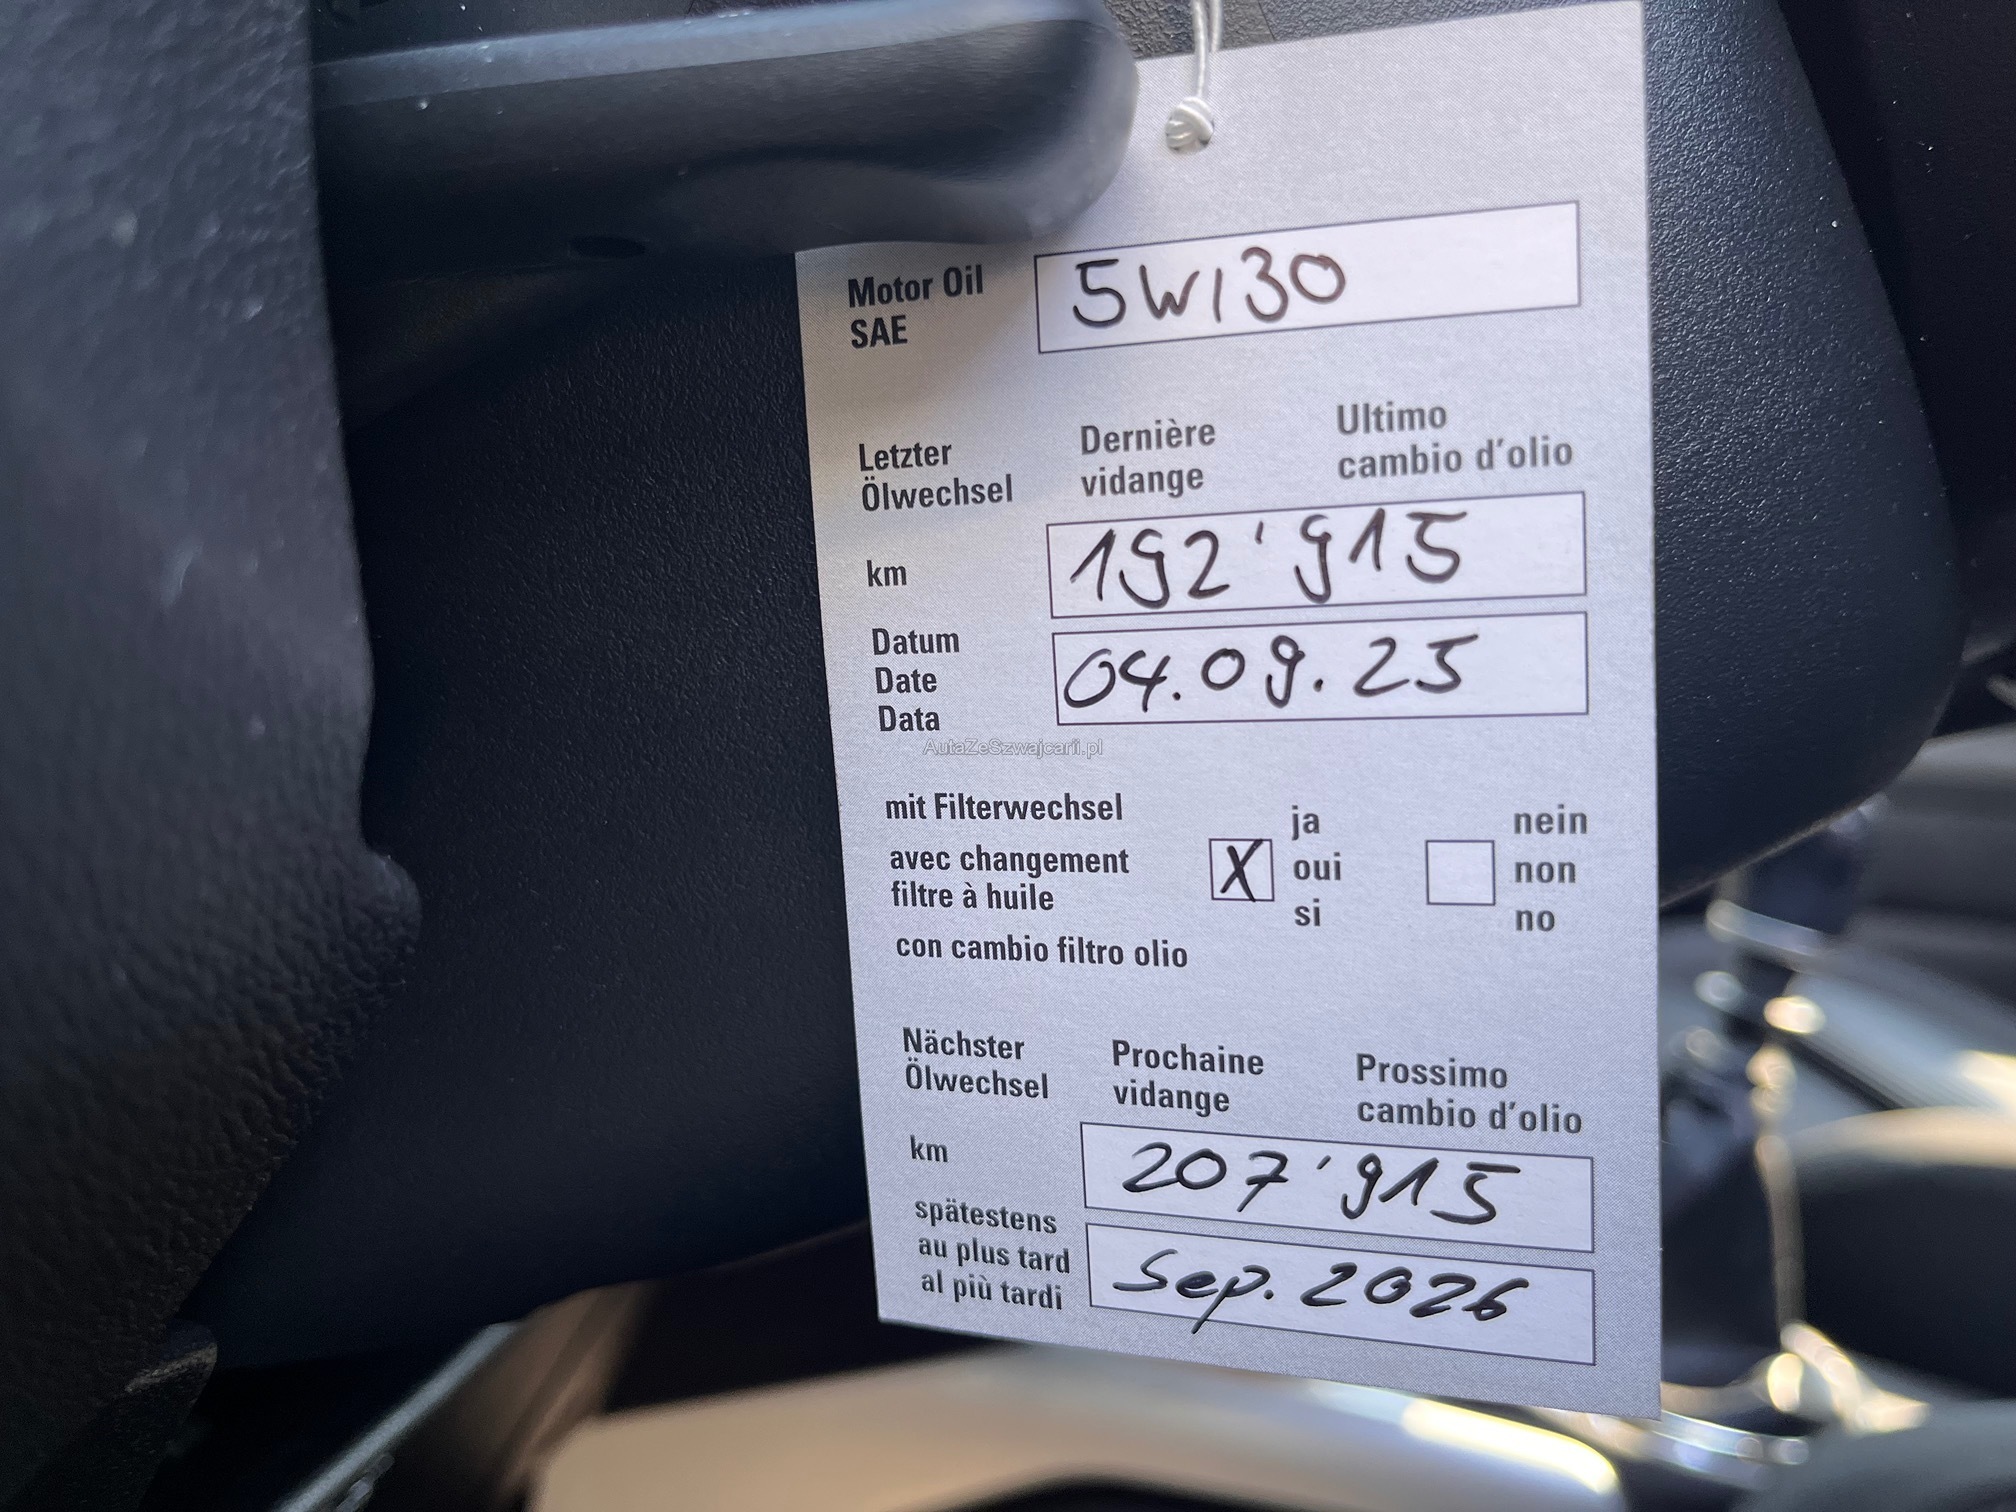 Motor Oil
SAE
5W/30
Letzter
Ölwechsel
Dernière
vidange
Ultimo
cambio d'olio
km
192'915
Datum
Date
Data
04.09.25
AutaZeSzwajcarii.pl
mit Filterwechsel
avec changement
filtre à huile
con cambio filtro olio
X
ja
oui
si
nein
non
no
Nächster
Ölwechsel
Prochaine
vidange
Prossimo
cambio d'olio
km
207'915
spätestens
au plus tard
al più tardi
Sep. 2026